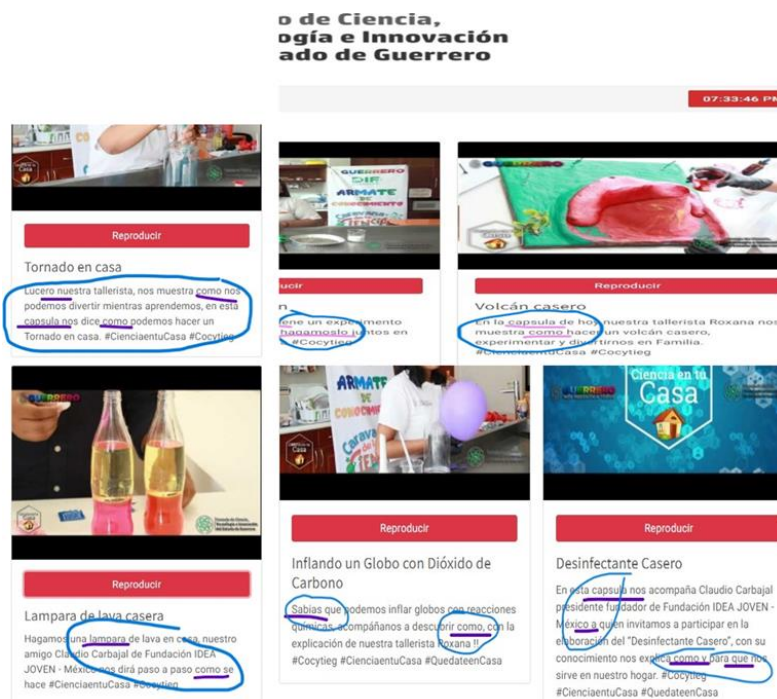 o de Ciencia,
ogía e Innovación
ado de Guerrero
07:33:46 PM
Reproducir
Tornado en casa
Lucero nuestra tallerista, nos muestra como nos
podemos divertir mientras aprendemos, en esta
capsula nos dice como podemos hacer un
Tornado en casa. #CienciaentuCasa #Cocytieg
GUERRERO
DIF
ARMATE
DE
CONOCIMIENTO
ucir
n
ene un experimento
hagamoslo juntos en
#Cocytieg
GUERRERO
Reproducir
Volcán casero
En la capsula de hoy nuestra tallerista Roxana nos
muestra como hacer un volcán casero,
experimentar y divertirnos en Familia.
#CienciaentuCasa #Cocytieg
Reproducir
Lampara de lava casera
Hagamos una lampara de lava en casa, nuestro
amigo Claudio Carbajal de Fundación IDEA
JOVEN - México nos dirá paso a paso como se
hace #CienciaentuCasa #Cocytieg
ARMATE
DE
Reproducir
Inflando un Globo con Dióxido de
Carbono
Sabias que podemos inflar globos con reacciones
químicas, acompáñanos a descubrir como, con la
explicación de nuestra tallerista Roxana !!
#Cocytieg #CienciaentuCasa #QuedateenCasa
Ciencia en tu
Casa
Reproducir
Desinfectante Casero
En esta capsula nos acompaña Claudio Carbajal
presidente fundador de Fundación IDEA JOVEN -
México a quien invitamos a participar en la
elaboración del "Desinfectante Casero", con su
conocimiento nos explica como y para que nos
sirve en nuestro hogar. #Cocytieg
#CienciaentuCasa #QuedateenCasa